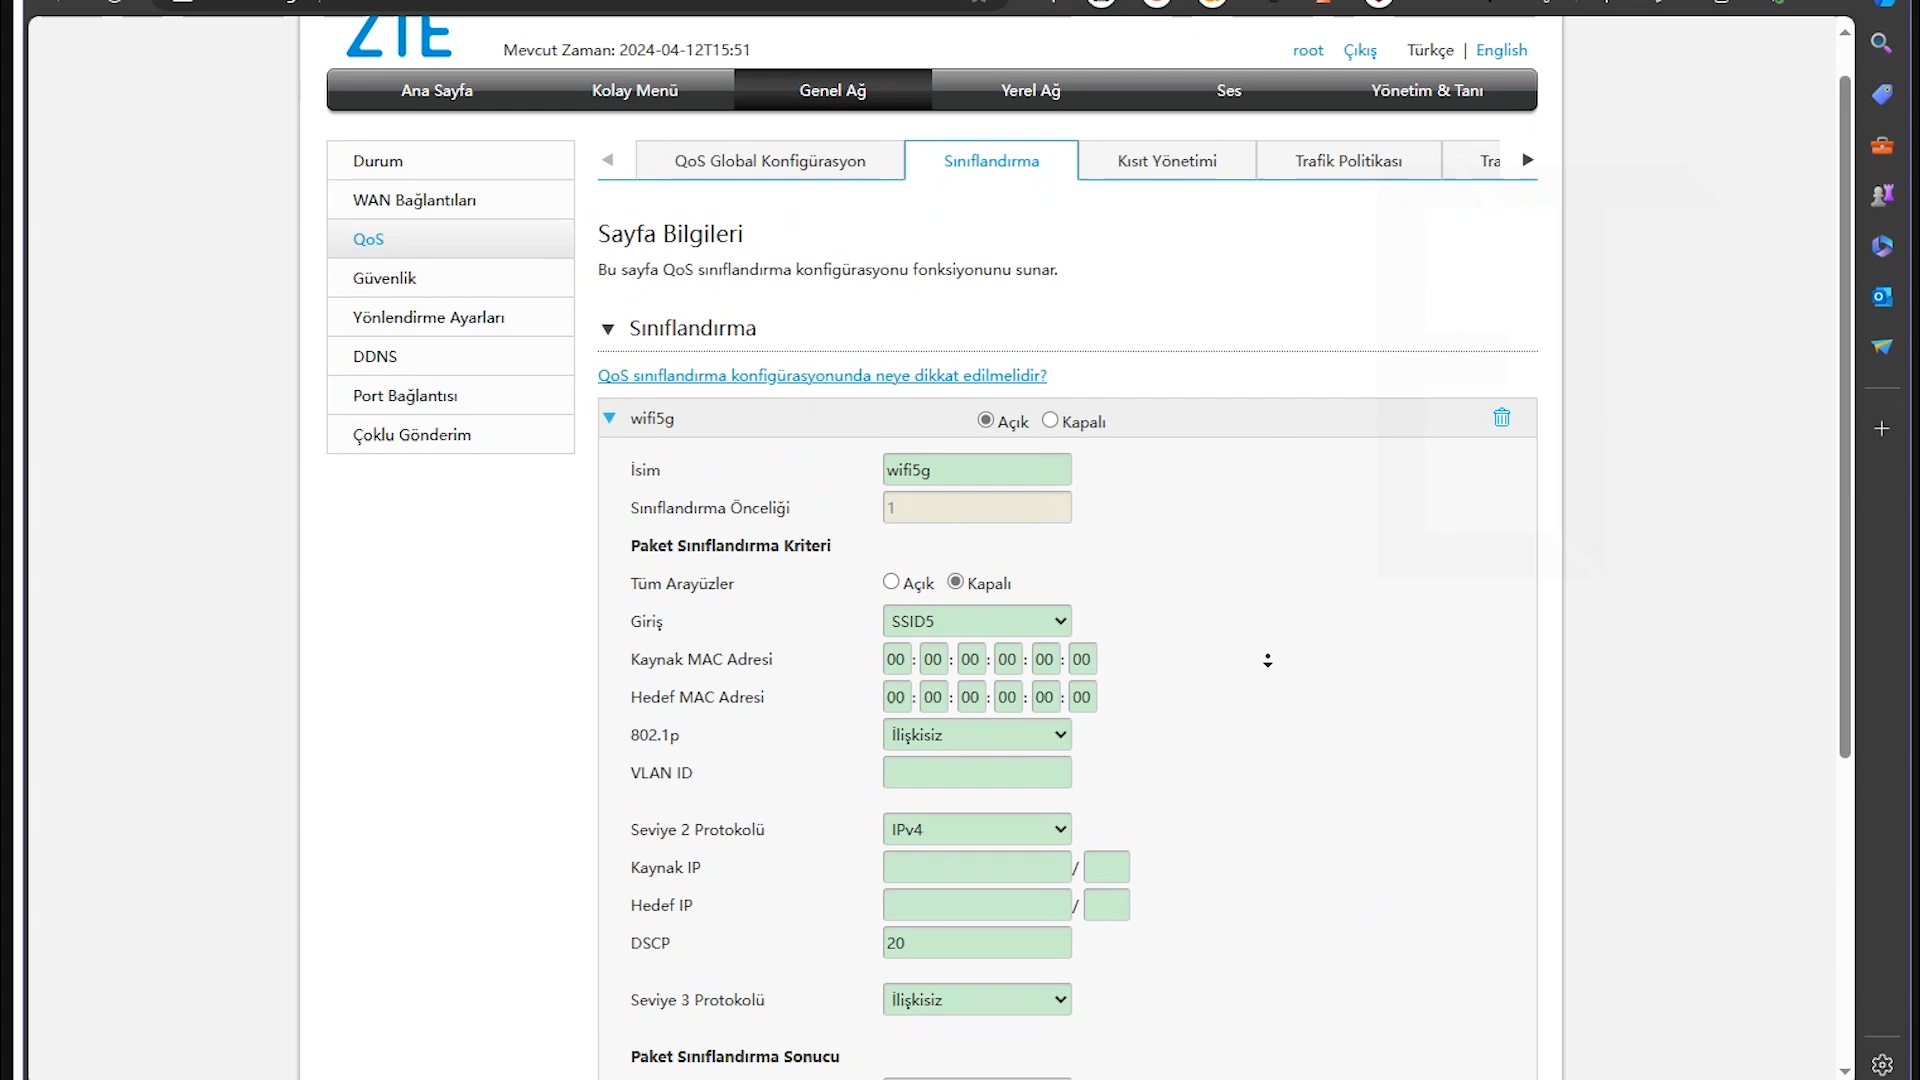 ZTE
Mevcut Zaman: 2024-04-12T15:51
root Çıkış Türkçe | English
Ana Sayfa Kolay Menü Genel Ağ Yerel Ağ Ses Yönetim & Tanı
Durum
WAN Bağlantıları
QoS
Güvenlik
Yönlendirme Ayarları
DDNS
Port Bağlantısı
Çoklu Gönderim
QoS Global Konfigürasyon Sınıflandırma Kısıt Yönetimi Trafik Politikası Tra
Sayfa Bilgileri
Bu sayfa QoS sınıflandırma konfigürasyonu fonksiyonunu sunar.
Sınıflandırma
QoS sınıflandırma konfigürasyonunda neye dikkat edilmelidir?
wifi5g Açık Kapalı
İsim wifi5g
Sınıflandırma Önceliği 1
Paket Sınıflandırma Kriteri
Tüm Arayüzler Açık Kapalı
Giriş SSID5
Kaynak MAC Adresi 00 : 00 : 00 : 00 : 00 : 00
Hedef MAC Adresi 00 : 00 : 00 : 00 : 00 : 00
802.1p İlişkisiz
VLAN ID
Seviye 2 Protokolü IPv4
Kaynak IP /
Hedef IP /
DSCP 20
Seviye 3 Protokolü İlişkisiz
Paket Sınıflandırma Sonucu